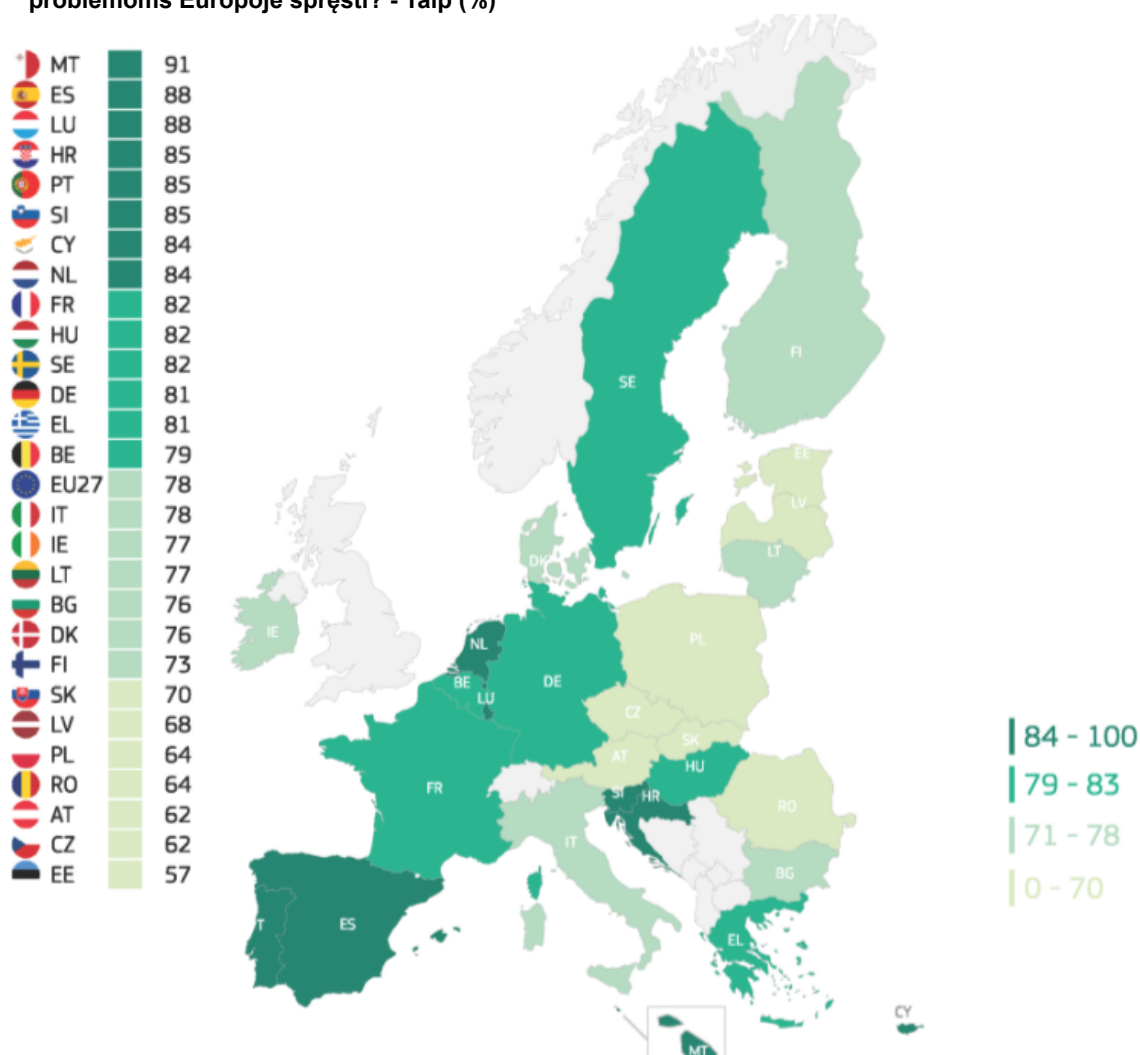 problemoms Europoje spręsti? - Taip (%)
MT 91
ES 88
LU 88
HR 85
PT 85
SI 85
CY 84
NL 84
FR 82
HU 82
SE 82
DE 81
EL 81
BE 79
EU27 78
IT 78
IE 77
LT 77
BG 76
DK 76
FI 73
SK 70
LV 68
PL 64
RO 64
AT 62
CZ 62
EE 57
FI
SE
EE
LV
LT
DK
IE
PL
NL
BE
DE
LU
CZ
SK
AT
HU
FR
SI
HR
RO
IT
BG
T
ES
EL
CY
MT
84 - 100
79 - 83
71 - 78
0 - 70